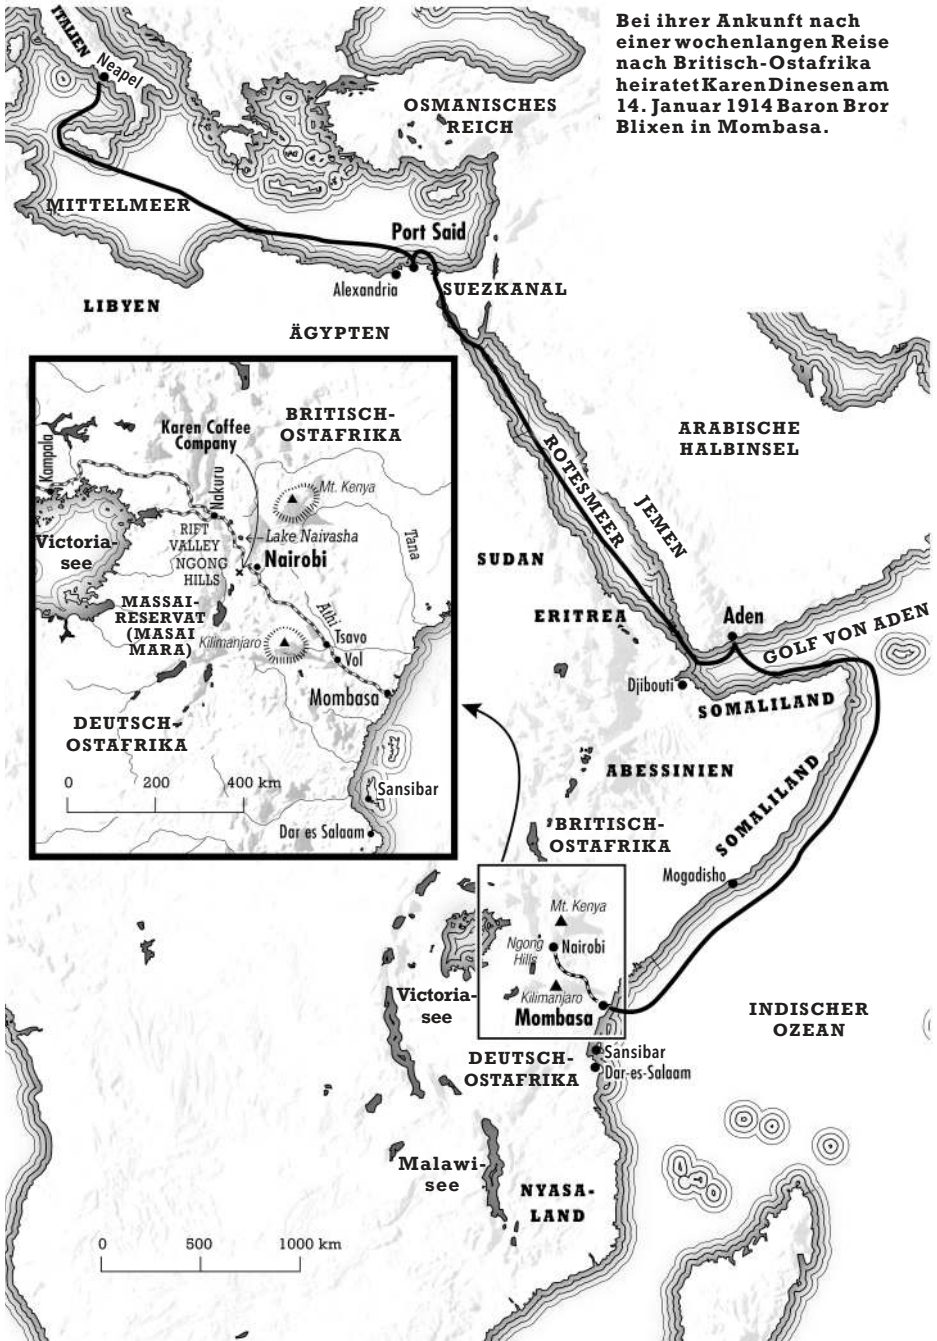 Bei ihrer Ankunft nach
einer wochenlangen Reise
nach Britisch-Ostafrika
heiratet Karen Dinesen am
14. Januar 1914 Baron Bror
Blixen in Mombasa.
ITALIEN
Neapel
OSMANISCHES
REICH
MITTELMEER
Port Said
Alexandria
SUEZKANAL
LIBYEN
ÄGYPTEN
ARABISCHE
HALBINSEL
ROTES MEER
JEMEN
SUDAN
ERITREA
Aden
GOLF VON ADEN
Djibouti
SOMALILAND
ABESSINIEN
SOMALILAND
BRITISCH-
OSTAFRIKA
Mogadisho
Mt. Kenya
Ngong
Hills
Nairobi
Kilimanjaro
Mombasa
Victoria-
see
INDISCHER
OZEAN
DEUTSCH-
OSTAFRIKA
Sansibar
Dar-es-Salaam
Malawi-
see
NYASA-
LAND
0 500 1000 km
BRITISCH-
OSTAFRIKA
Karen Coffee
Company
Kampala
Nakuru
Mt. Kenya
Victoria-
see
RIFT
VALLEY
NGONG
HILLS
Lake Naivasha
Tana
Nairobi
MASSAI-
RESERVAT
(MASAI
MARA)
Athi
Kilimanjaro
Tsavo
Vol
Mombasa
DEUTSCH-
OSTAFRIKA
0 200 400 km
Sansibar
Dar es Salaam